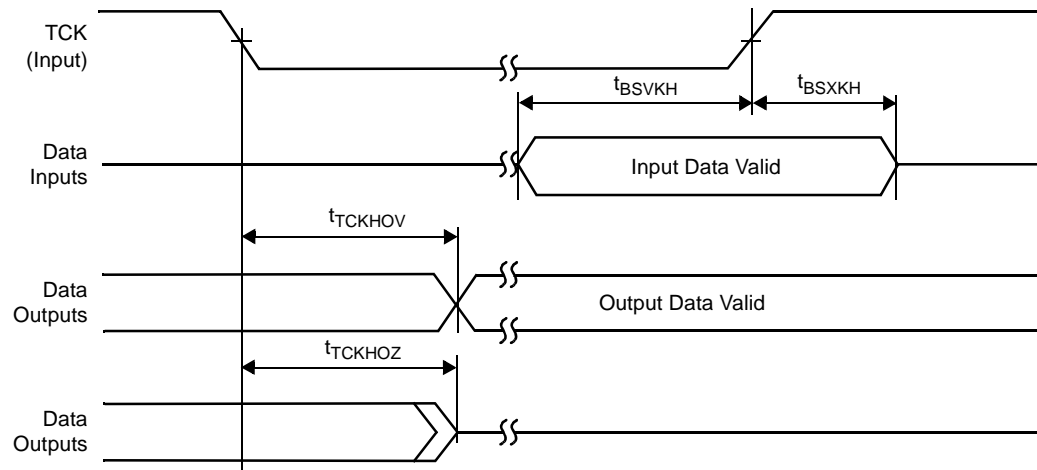 TCK
(Input)
tBSVKH
tBSXKH
Data
Inputs
Input Data Valid
tTCKHOV
Data
Outputs
Output Data Valid
tTCKHOZ
Data
Outputs